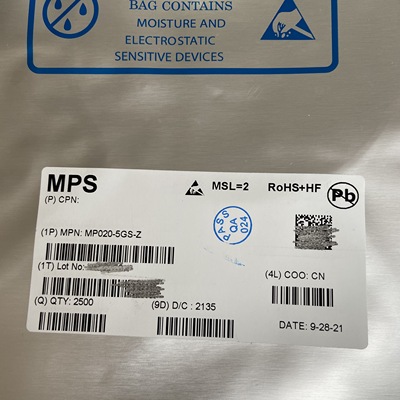 BAG CONTAINS
MOISTURE AND
ELECTROSTATIC
SENSITIVE DEVICES
MPS
MSL=2
RoHS+HF
Pb
(P) CPN:
PASS
QA
024
(1P) MPN: MP020-5GS-Z
(1T) Lot No:
(4L) COO: CN
(Q) QTY: 2500
(9D) D/C : 2135
DATE: 9-28-21